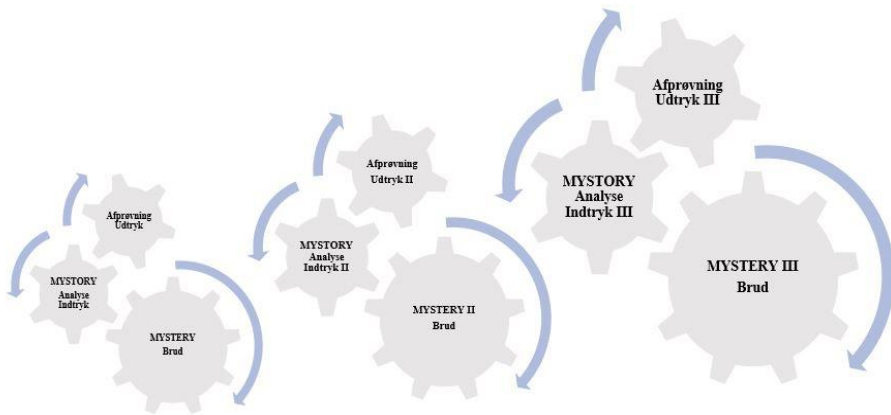 Afprøvning
Udtryk
MYSTORY
Analyse
Indtryk
MYSTERY
Brud
Afprøvning
Udtryk II
MYSTORY
Analyse
Indtryk II
MYSTERY II
Brud
Afprøvning
Udtryk III
MYSTORY
Analyse
Indtryk III
MYSTERY III
Brud